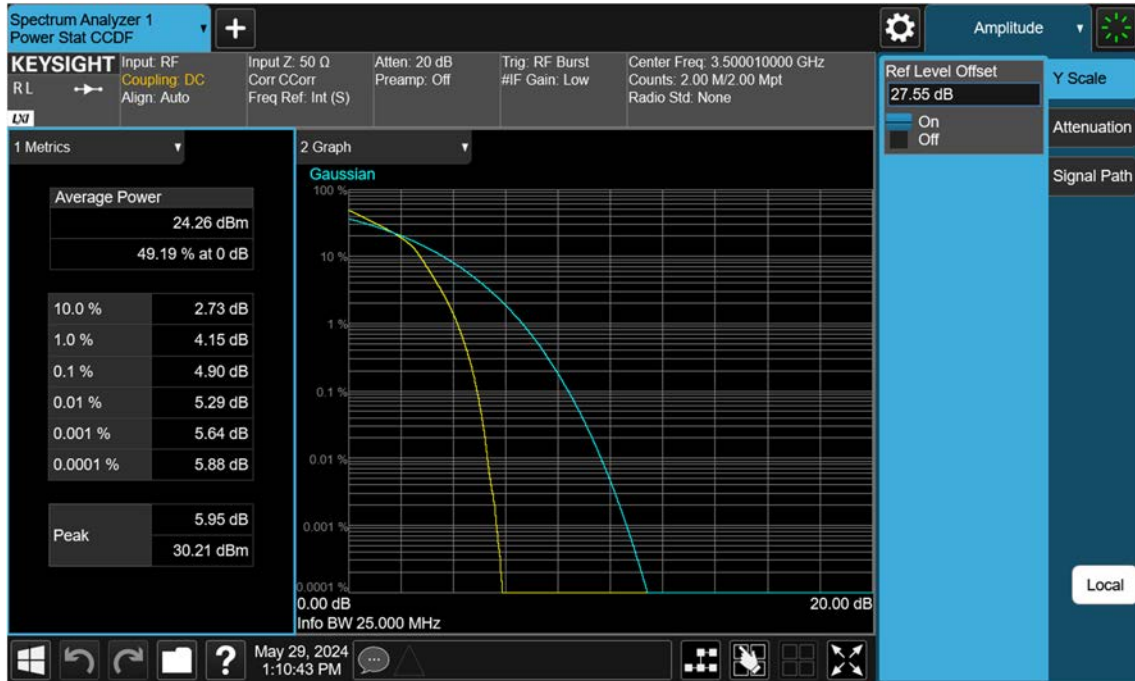 Spectrum Analyzer 1
Power Stat CCDF
Amplitude
KEYSIGHT
RL
LXI
Input: RF
Coupling: DC
Align: Auto
Input Z: 50 Ω
Corr CCorr
Freq Ref: Int (S)
Atten: 20 dB
Preamp: Off
Trig: RF Burst
#IF Gain: Low
Center Freq: 3.500010000 GHz
Counts: 2.00 M/2.00 Mpt
Radio Std: None
Ref Level Offset
27.55 dB
On
Off
Y Scale
Attenuation
Signal Path
1 Metrics
Average Power
24.26 dBm
49.19 % at 0 dB
10.0 % 2.73 dB
1.0 % 4.15 dB
0.1 % 4.90 dB
0.01 % 5.29 dB
0.001 % 5.64 dB
0.0001 % 5.88 dB
Peak
5.95 dB
30.21 dBm
2 Graph
Gaussian
100 %
10 %
1 %
0.1 %
0.01 %
0.001 %
0.0001 %
0.00 dB 20.00 dB
Info BW 25.000 MHz
Local
?
May 29, 2024
1:10:43 PM